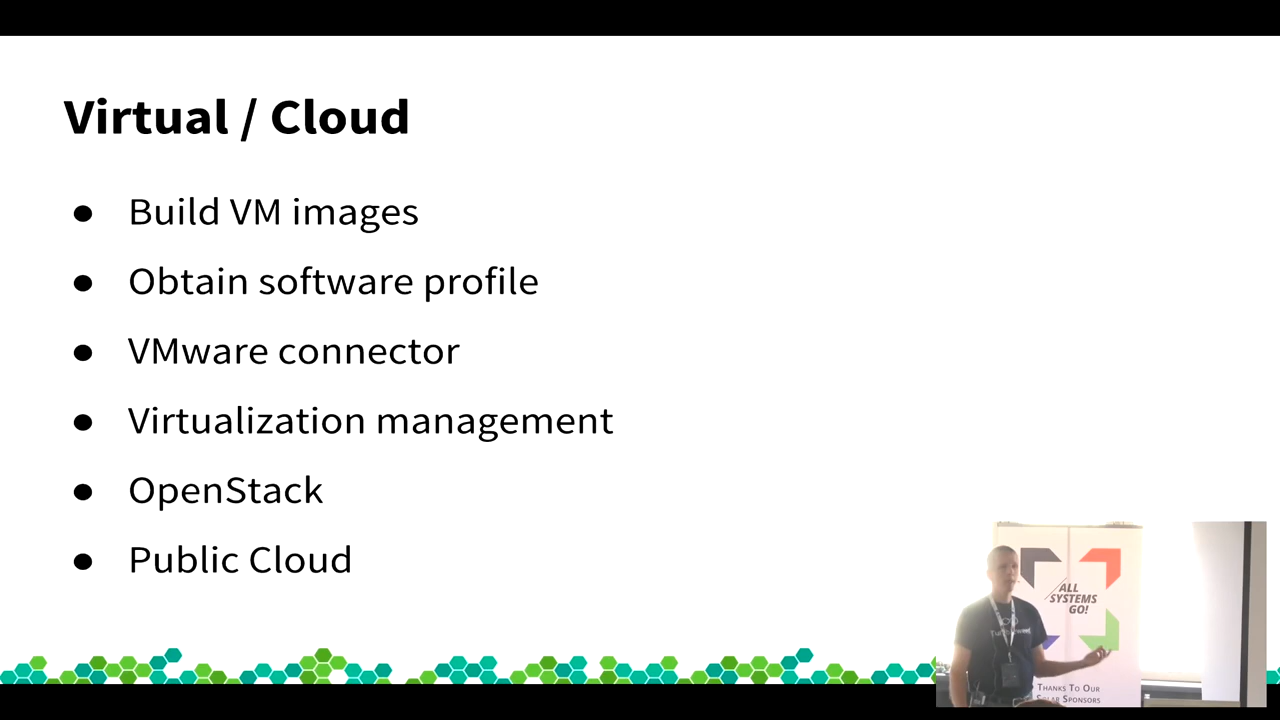 Virtual / Cloud
● Build VM images
● Obtain software profile
● VMware connector
● Virtualization management
● OpenStack
● Public Cloud
ALL
SYSTEMS
GO!
THANKS TO OUR
SPONSORS